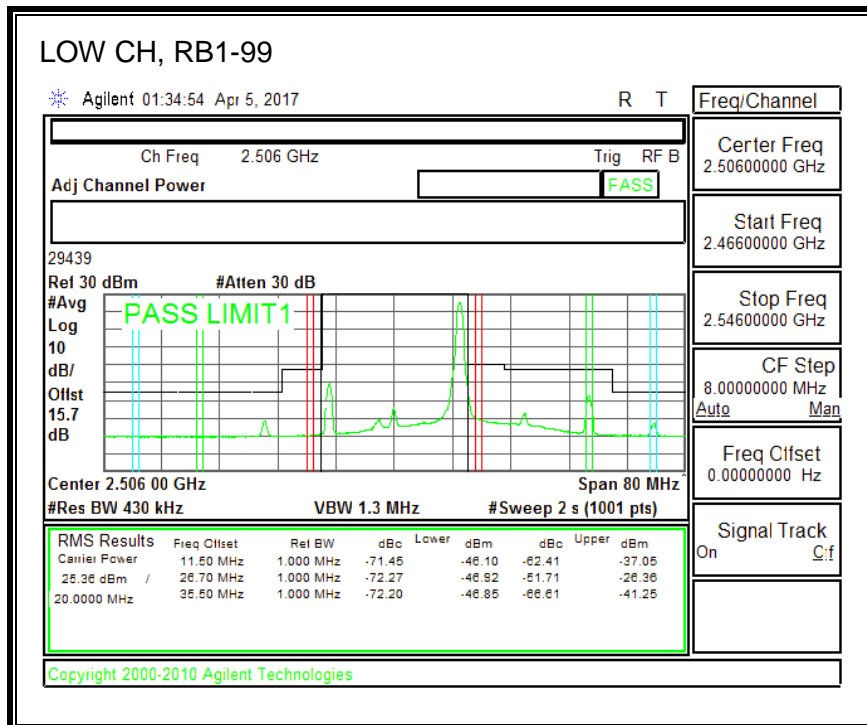 LOW CH, RB1-99
Agilent 01:34:54 Apr 5, 2017 R T
Freq/Channel
Ch Freq 2.506 GHz Trig RF B
Adj Channel Power PASS
29439
Ref 30 dBm #Atten 30 dB
#Avg
Log
10
dB/
Offst
15.7
dB
PASS LIMIT1
Center 2.506 00 GHz Span 80 MHz^
#Res BW 430 kHz VBW 1.3 MHz #Sweep 2 s (1001 pts)
RMS Results Freq Offset Ref BW dBc Lower dBm dBc Upper dBm
Carrier Power 11.50 MHz 1.000 MHz -71.45 -46.10 -62.41 -37.05
25.36 dBm / 26.70 MHz 1.000 MHz -72.27 -46.92 -51.71 -26.36
20.0000 MHz 35.50 MHz 1.000 MHz -72.20 -46.85 -66.61 -41.25
Center Freq
2.50600000 GHz
Start Freq
2.46600000 GHz
Stop Freq
2.54600000 GHz
CF Step
8.00000000 MHz
Auto Man
Freq Offset
0.00000000 Hz
Signal Track
On Off
Copyright 2000-2010 Agilent Technologies